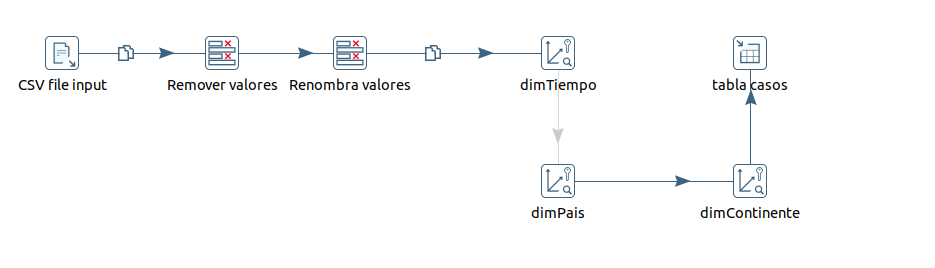 CSV file input
Remover valores
Renombra valores
dimTiempo
tabla casos
dimPais
dimContinente